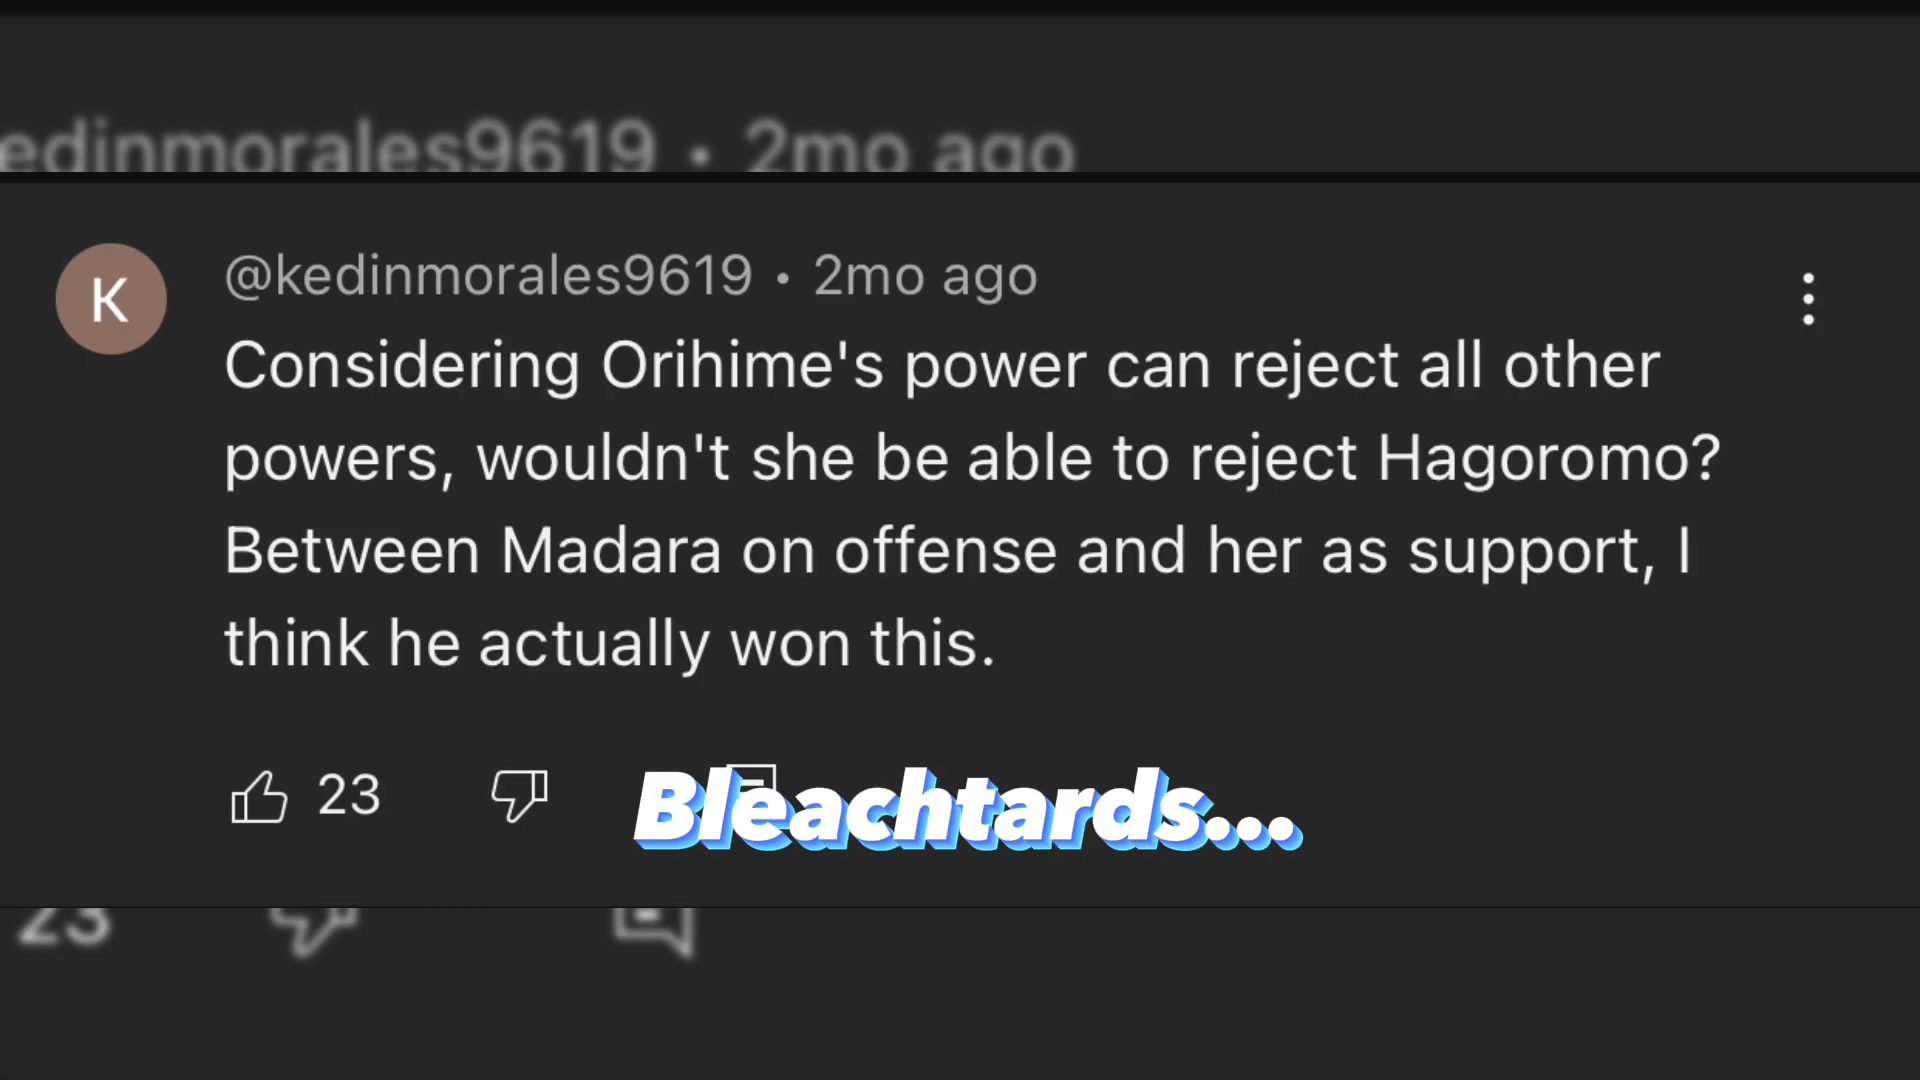 edinmorales9619 • 2mo ago
K
@kedinmorales9619 • 2mo ago
Considering Orihime's power can reject all other
powers, wouldn't she be able to reject Hagoromo?
Between Madara on offense and her as support, I
think he actually won this.
23
Bleachtards...
23